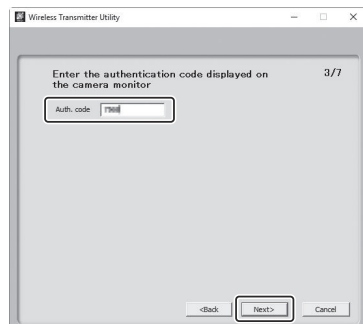 Wireless Transmitter Utility
Enter the authentication code displayed on
the camera monitor
3/7
Auth. code
<Back
Next>
Cancel